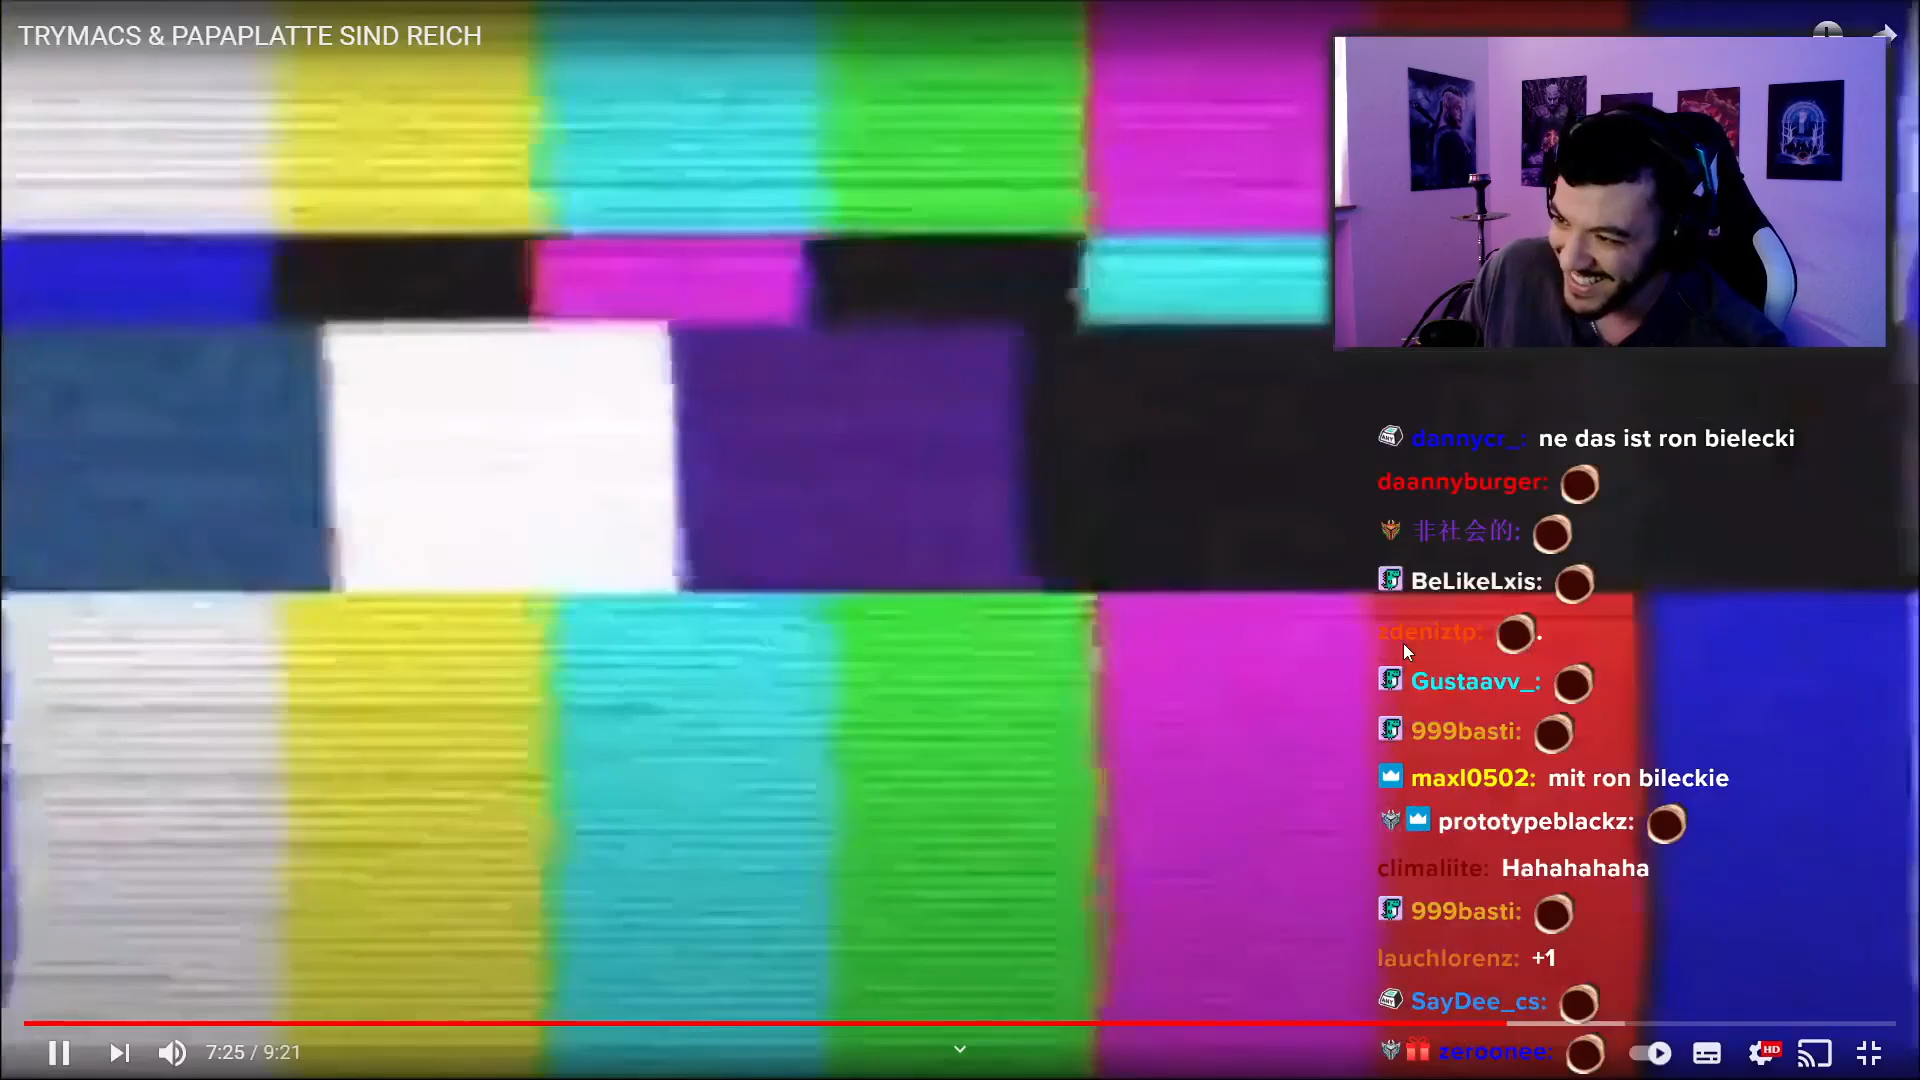 TRYMACS & PAPAPLATTE SIND REICH
dannycr_: ne das ist ron bielecki
daannyburger:
非社会的:
BeLikeLxis:
zdeniztp: .
Gustaavv_:
999basti:
maxl0502: mit ron bileckie
prototypeblackz:
climaliite: Hahahahaha
999basti:
lauchlorenz: +1
SayDee_cs:
zeroonee:
7:25 / 9:21
HD